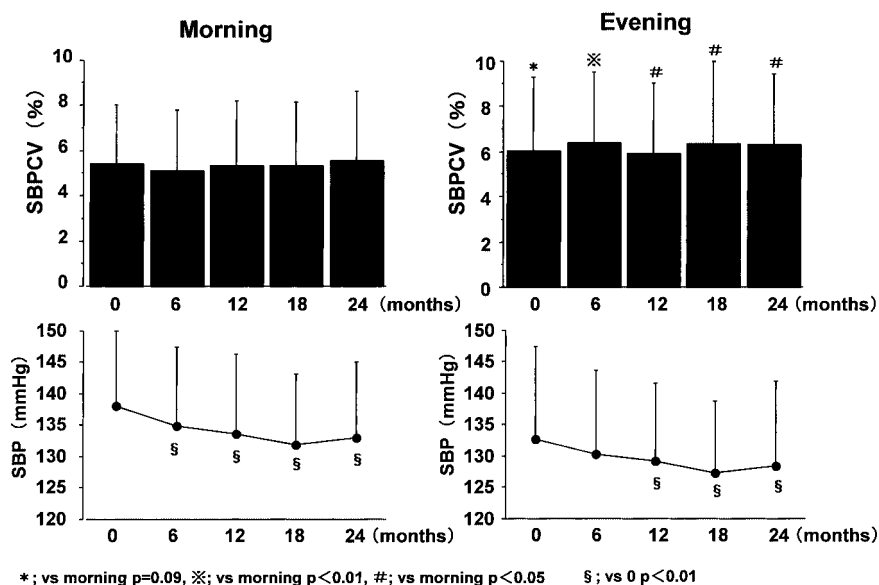 Morning
Evening
10
8
6
4
2
0
SBPCV (%)
0 6 12 18 24 (months)
10
8
6
4
2
0
SBPCV (%)
* ※ # # #
0 6 12 18 24 (months)
150
145
140
135
130
125
120
SBP (mmHg)
§ § § §
0 6 12 18 24 (months)
150
145
140
135
130
125
120
SBP (mmHg)
§ § §
0 6 12 18 24 (months)
*; vs morning p=0.09, ※; vs morning p<0.01, #; vs morning p<0.05 §; vs 0 p<0.01